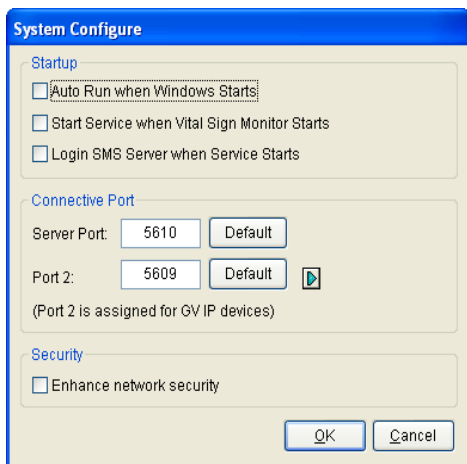 System Configure
Startup
Auto Run when Windows Starts
Start Service when Vital Sign Monitor Starts
Login SMS Server when Service Starts
Connective Port
Server Port: 5610 Default
Port 2: 5609 Default
(Port 2 is assigned for GV IP devices)
Security
Enhance network security
OK Cancel